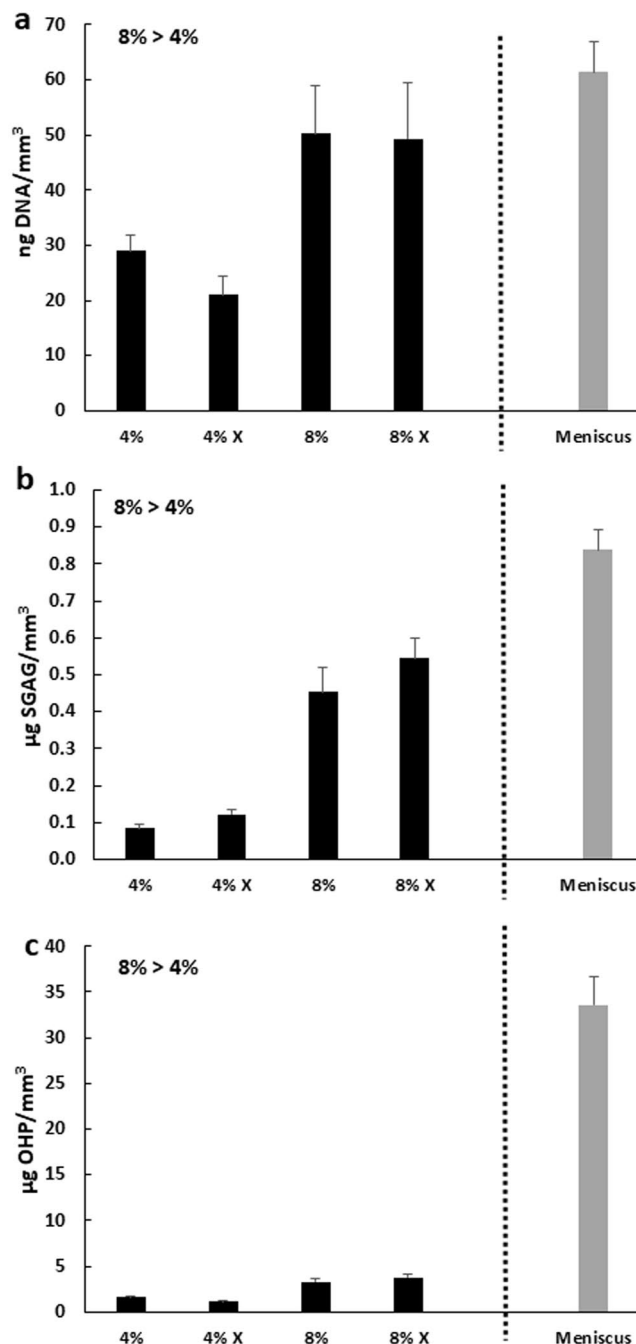 a
8% > 4%
ng DNA/mm³
70
60
50
40
30
20
10
0
4% 4% X 8% 8% X Meniscus
b
8% > 4%
µg SGAG/mm³
1.0
0.9
0.8
0.7
0.6
0.5
0.4
0.3
0.2
0.1
0.0
4% 4% X 8% 8% X Meniscus
c
8% > 4%
µg OHP/mm³
40
35
30
25
20
15
10
5
0
4% 4% X 8% 8% X Meniscus